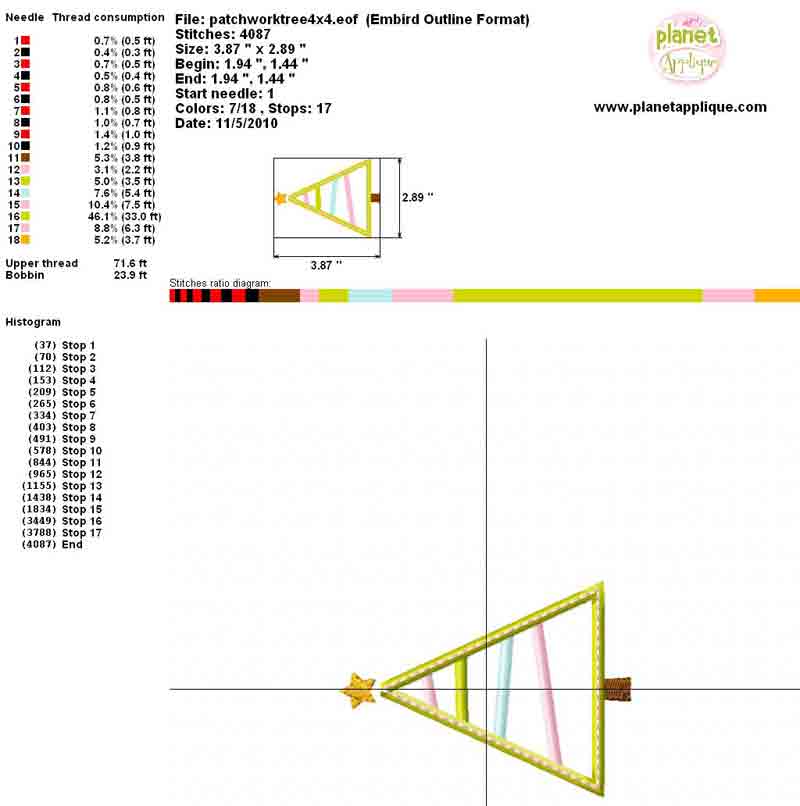 Needle Thread consumption
1 0.7% (0.5 ft)
2 0.4% (0.3 ft)
3 0.7% (0.5 ft)
4 0.5% (0.4 ft)
5 0.8% (0.6 ft)
6 0.8% (0.5 ft)
7 1.1% (0.8 ft)
8 1.0% (0.7 ft)
9 1.4% (1.0 ft)
10 1.2% (0.9 ft)
11 5.3% (3.8 ft)
12 3.1% (2.2 ft)
13 5.0% (3.5 ft)
14 7.6% (5.4 ft)
15 10.4% (7.5 ft)
16 46.1% (33.0 ft)
17 8.8% (6.3 ft)
18 5.2% (3.7 ft)
Upper thread 71.6 ft
Bobbin 23.9 ft
File: patchworktree4x4.eof (Embird Outline Format)
Stitches: 4087
Size: 3.87 " x 2.89 "
Begin: 1.94 ", 1.44 "
End: 1.94 ", 1.44 "
Start needle: 1
Colors: 7/18 , Stops: 17
Date: 11/5/2010
planet
Applique
www.planetapplique.com
2.89 "
3.87 "
Stitches ratio diagram:
Histogram
(37) Stop 1
(70) Stop 2
(112) Stop 3
(153) Stop 4
(209) Stop 5
(265) Stop 6
(334) Stop 7
(403) Stop 8
(491) Stop 9
(578) Stop 10
(844) Stop 11
(965) Stop 12
(1155) Stop 13
(1438) Stop 14
(1834) Stop 15
(3449) Stop 16
(3788) Stop 17
(4087) End